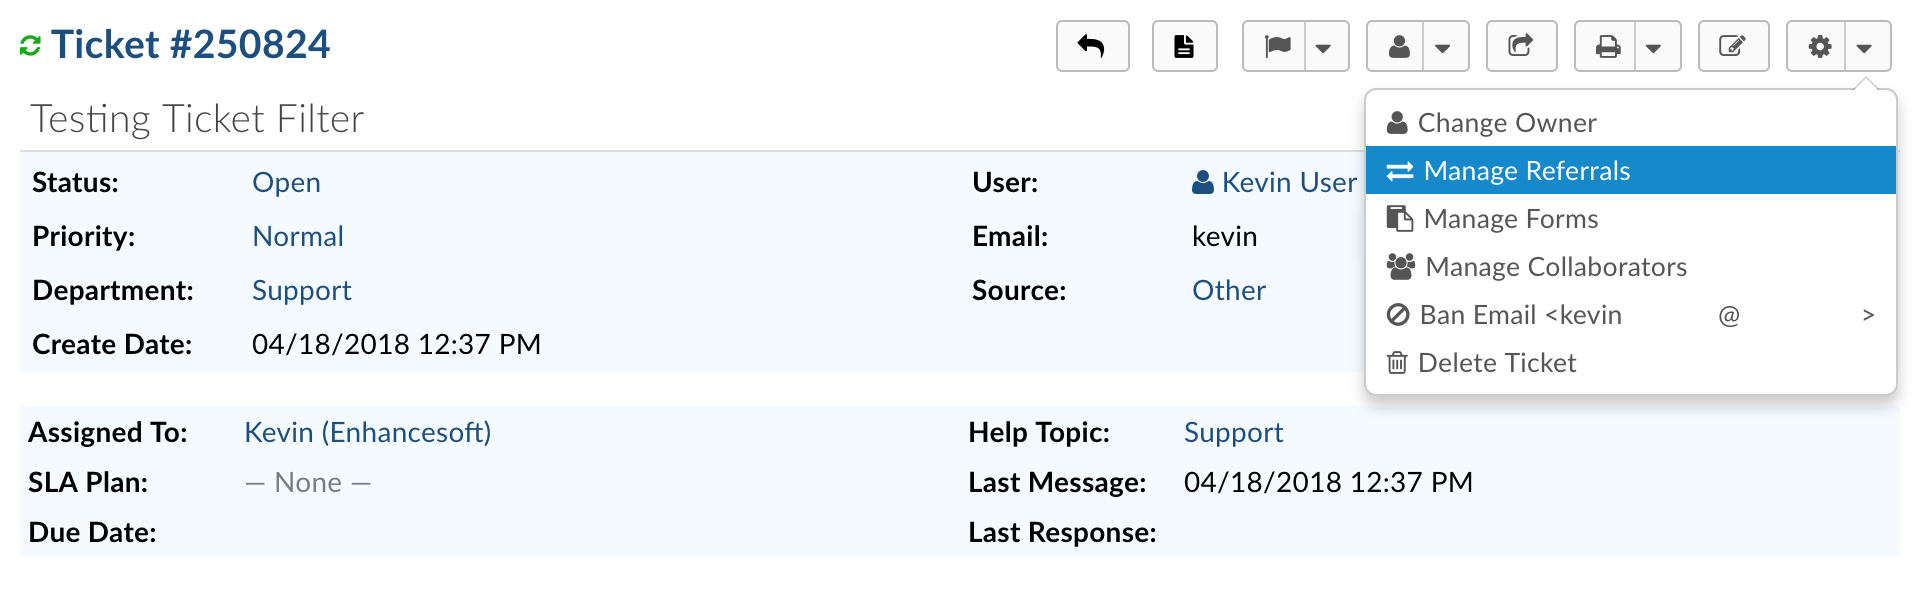 Ticket #250824
Testing Ticket Filter
Change Owner
Manage Referrals
Manage Forms
Manage Collaborators
Ban Email <kevin @ >
Delete Ticket
Status: Open
User: Kevin User
Priority: Normal
Email: kevin
Department: Support
Source: Other
Create Date: 04/18/2018 12:37 PM
Assigned To: Kevin (Enhancesoft)
Help Topic: Support
SLA Plan: — None —
Last Message: 04/18/2018 12:37 PM
Due Date:
Last Response: